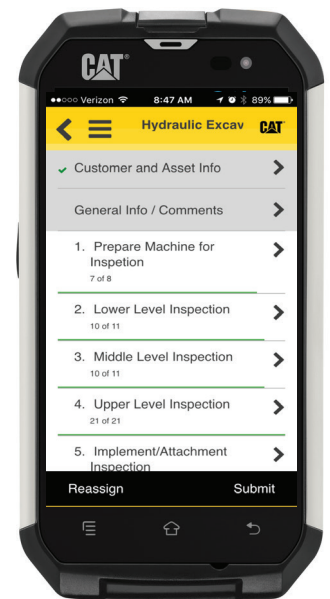 CAT
Verizon 8:47 AM 89%
Hydraulic Excav CAT
Customer and Asset Info
General Info / Comments
1. Prepare Machine for
Inspetion
7 of 8
2. Lower Level Inspection
10 of 11
3. Middle Level Inspection
10 of 11
4. Upper Level Inspection
21 of 21
5. Implement/Attachment
Inspection
Reassign Submit